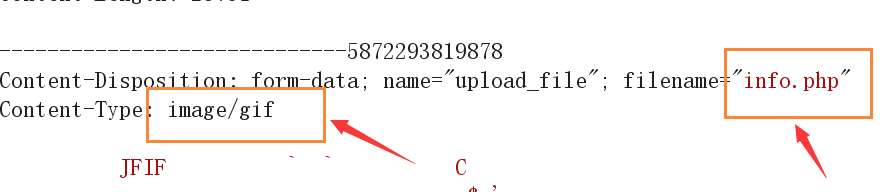 -----------------------------5872293819878
Content-Disposition: form-data; name="upload_file"; filename="info.php"
Content-Type: image/gif
JFIF ` ` C